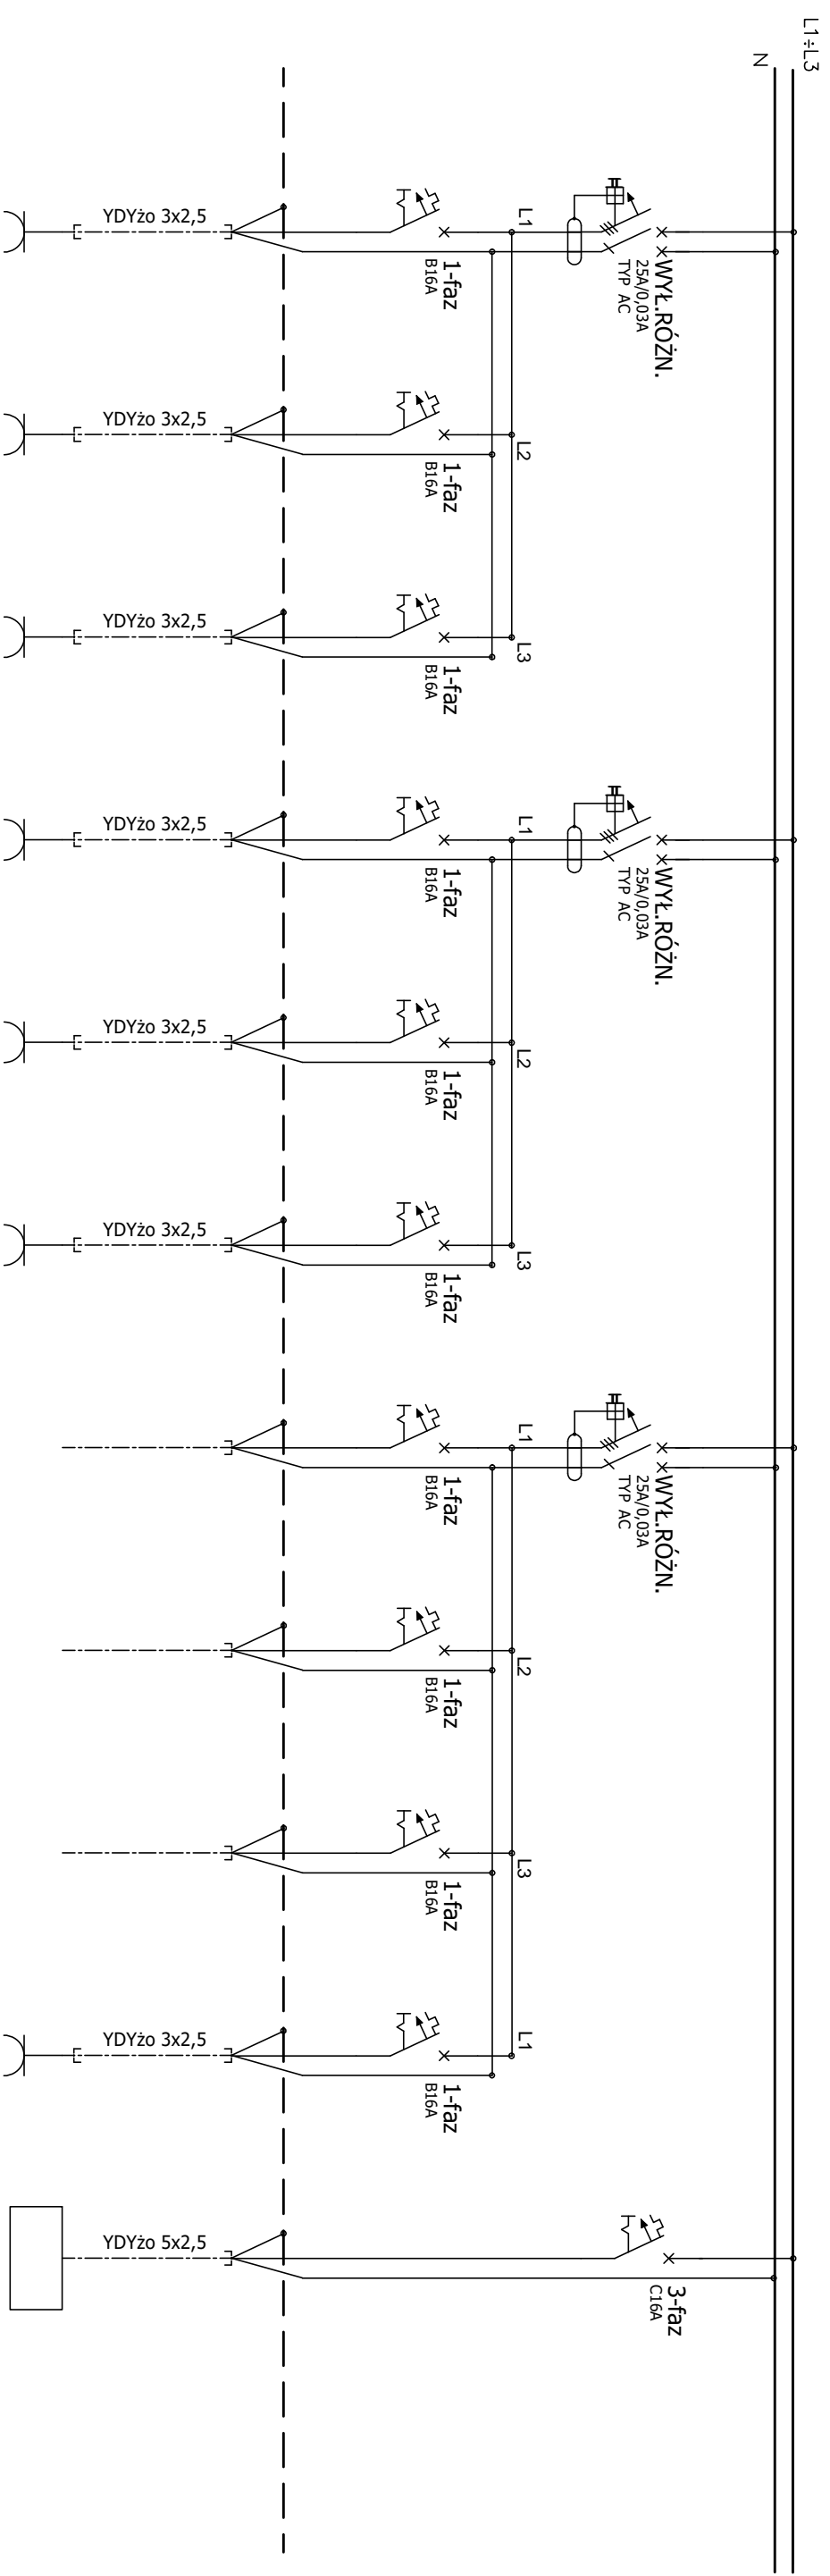 L1÷L3
N
WYŁ.RÓŻN.
25A/0,03A
TYP AC
L1
1-faz
B16A
YDYżo 3x2,5
L2
1-faz
B16A
YDYżo 3x2,5
L3
1-faz
B16A
YDYżo 3x2,5
WYŁ.RÓŻN.
25A/0,03A
TYP AC
L1
1-faz
B16A
YDYżo 3x2,5
L2
1-faz
B16A
YDYżo 3x2,5
L3
1-faz
B16A
YDYżo 3x2,5
WYŁ.RÓŻN.
25A/0,03A
TYP AC
L1
1-faz
B16A
L2
1-faz
B16A
L3
1-faz
B16A
L1
1-faz
B16A
YDYżo 3x2,5
3-faz
C16A
YDYżo 5x2,5